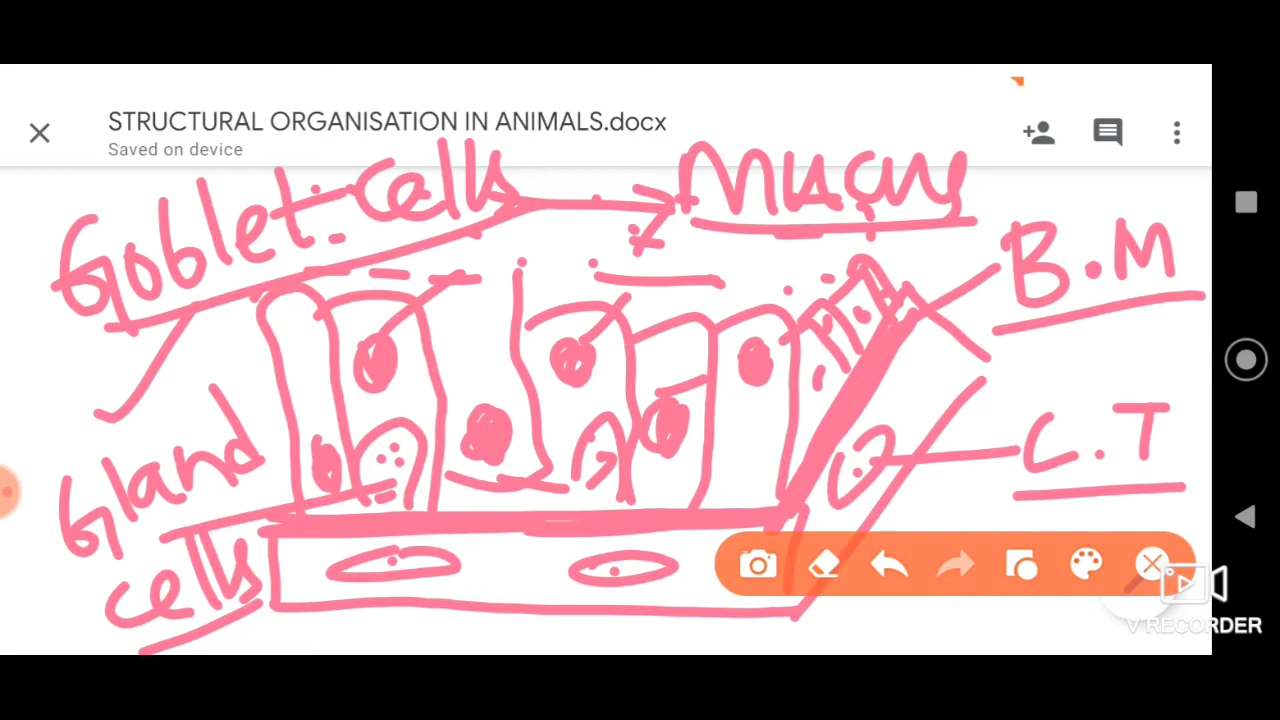 STRUCTURAL ORGANISATION IN ANIMALS.docx
Saved on device
Goblet cells → Mucus
B.M
Gland
cells
C.T
V RECORDER